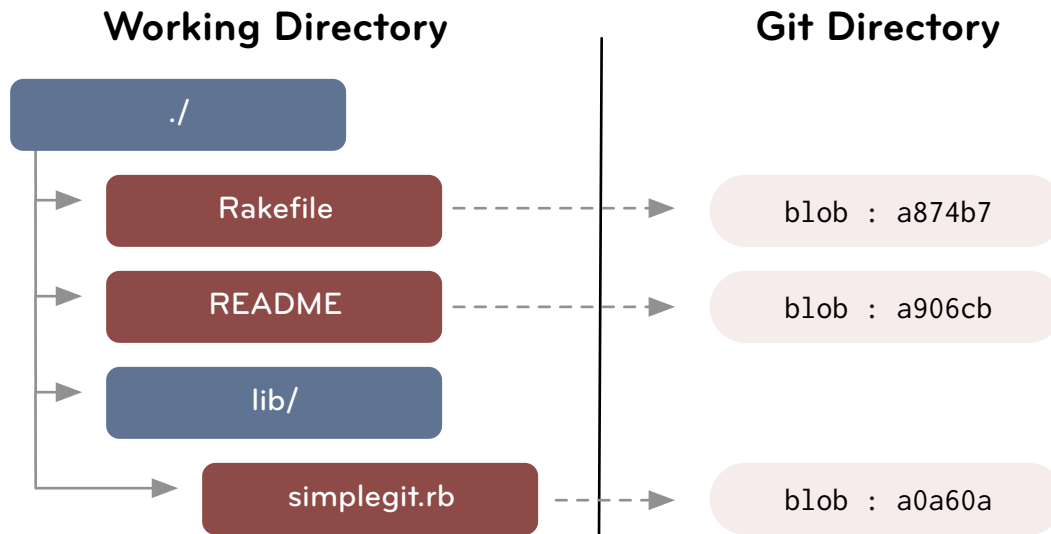 Working Directory Git Directory
./
Rakefile blob : a874b7
README blob : a906cb
lib/
simplegit.rb blob : a0a60a